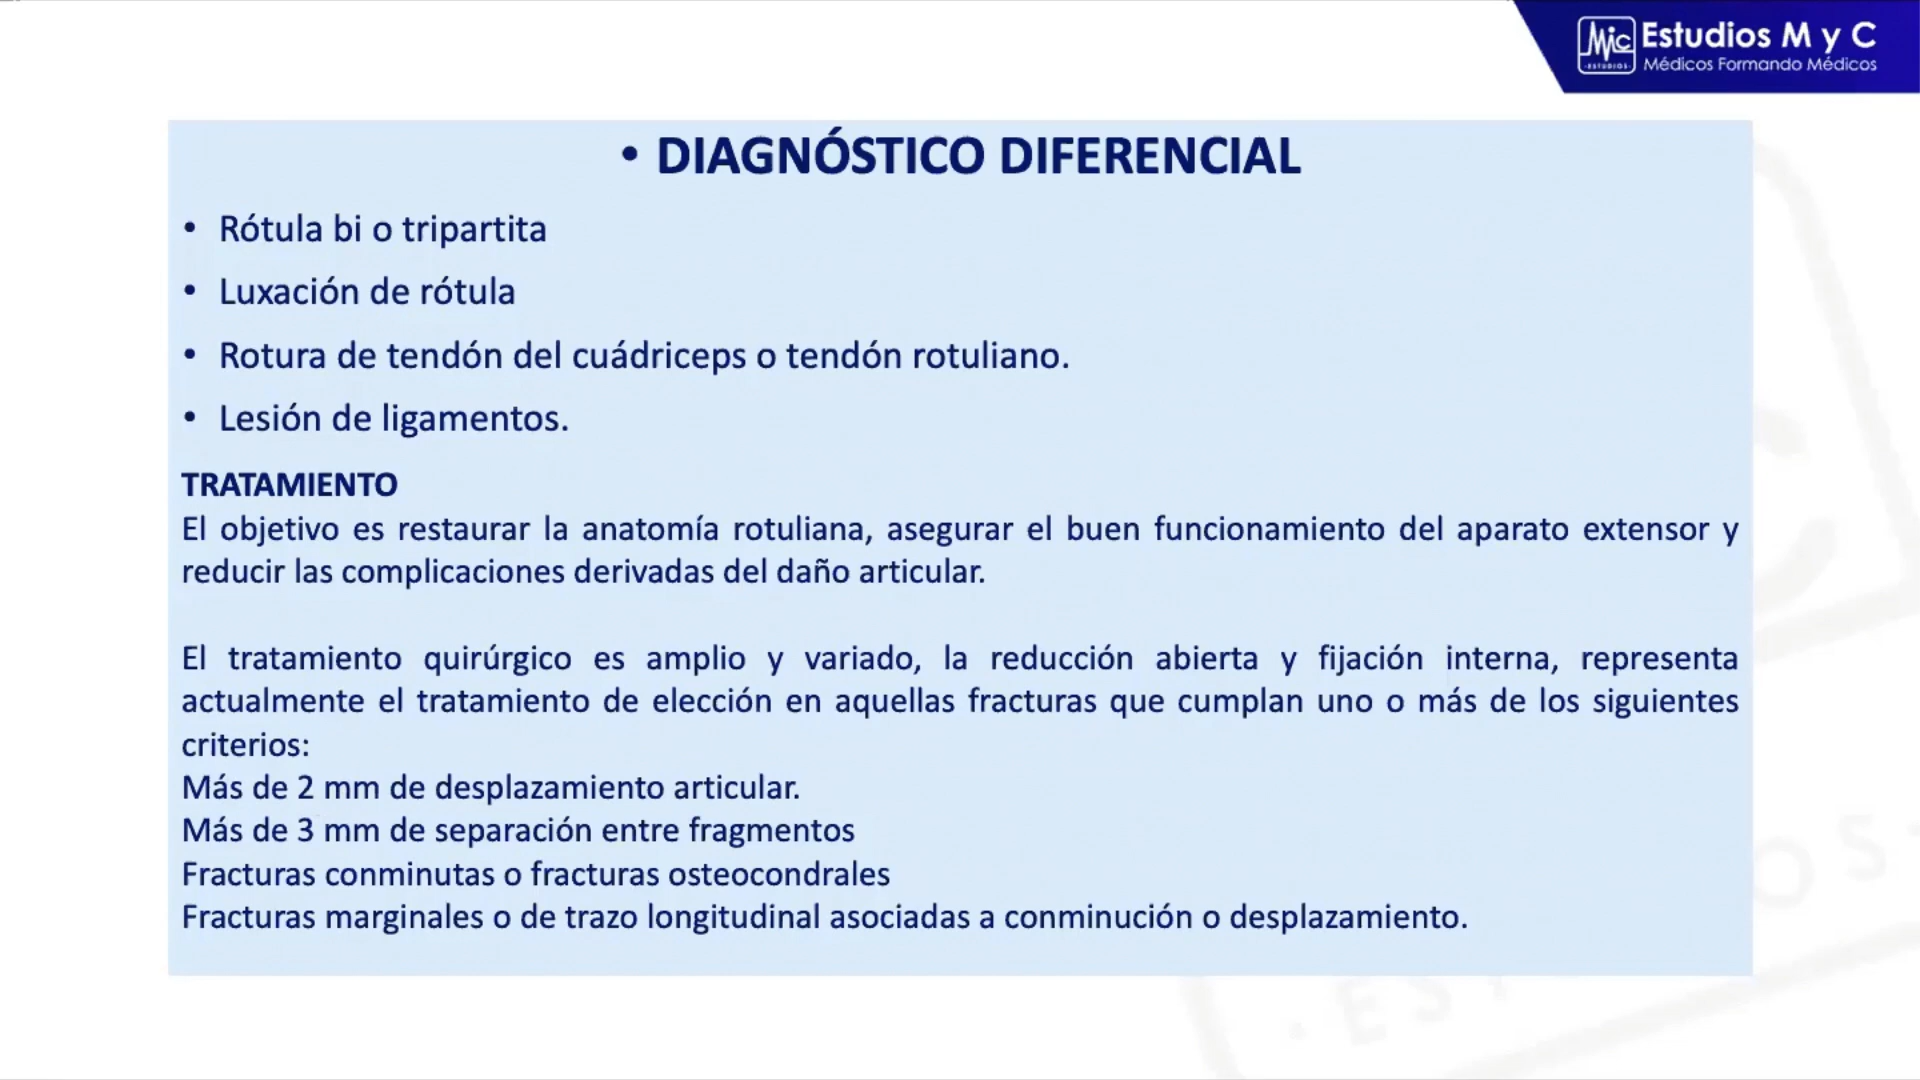 Mic
·ESTUDIOS·
Estudios M y C
Médicos Formando Médicos
• DIAGNÓSTICO DIFERENCIAL
• Rótula bi o tripartita
• Luxación de rótula
• Rotura de tendón del cuádriceps o tendón rotuliano.
• Lesión de ligamentos.
TRATAMIENTO
El objetivo es restaurar la anatomía rotuliana, asegurar el buen funcionamiento del aparato extensor y
reducir las complicaciones derivadas del daño articular.
El tratamiento quirúrgico es amplio y variado, la reducción abierta y fijación interna, representa
actualmente el tratamiento de elección en aquellas fracturas que cumplan uno o más de los siguientes
criterios:
Más de 2 mm de desplazamiento articular.
Más de 3 mm de separación entre fragmentos
Fracturas conminutas o fracturas osteocondrales
Fracturas marginales o de trazo longitudinal asociadas a conminución o desplazamiento.